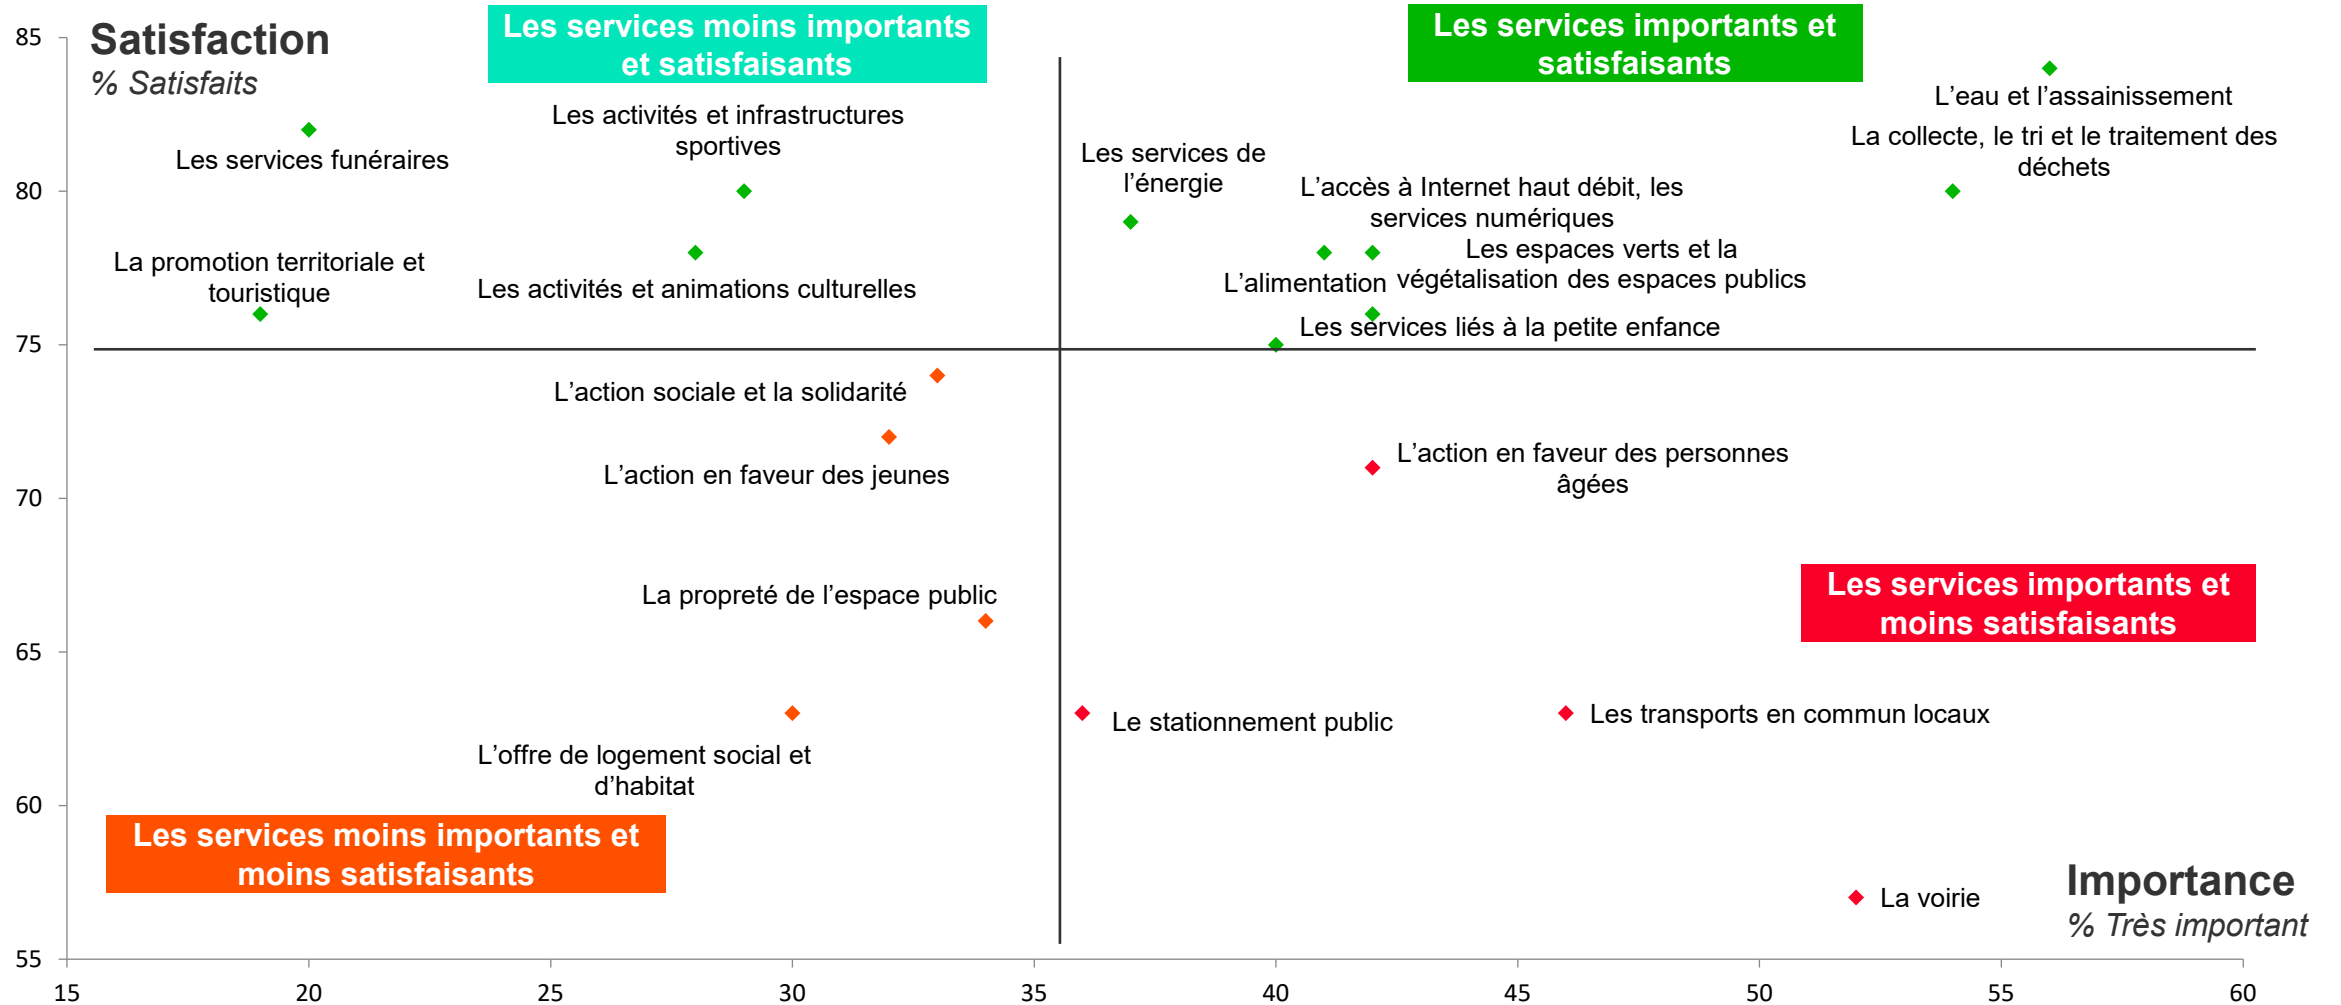 Satisfaction
% Satisfaits
Les services moins importants
et satisfaisants
Les services importants et
satisfaisants
85
80
75
70
65
60
55
L’eau et l’assainissement
Les activités et infrastructures
sportives
La collecte, le tri et le traitement des
déchets
Les services funéraires
Les services de
l’énergie
L’accès à Internet haut débit, les
services numériques
La promotion territoriale et
touristique
Les activités et animations culturelles
L’alimentation
Les espaces verts et la
végétalisation des espaces publics
Les services liés à la petite enfance
L’action sociale et la solidarité
L’action en faveur des jeunes
L’action en faveur des personnes
âgées
La propreté de l’espace public
Les services importants et
moins satisfaisants
L’offre de logement social et
d’habitat
Le stationnement public
Les transports en commun locaux
Les services moins importants et
moins satisfaisants
La voirie
Importance
% Très important
15 20 25 30 35 40 45 50 55 60